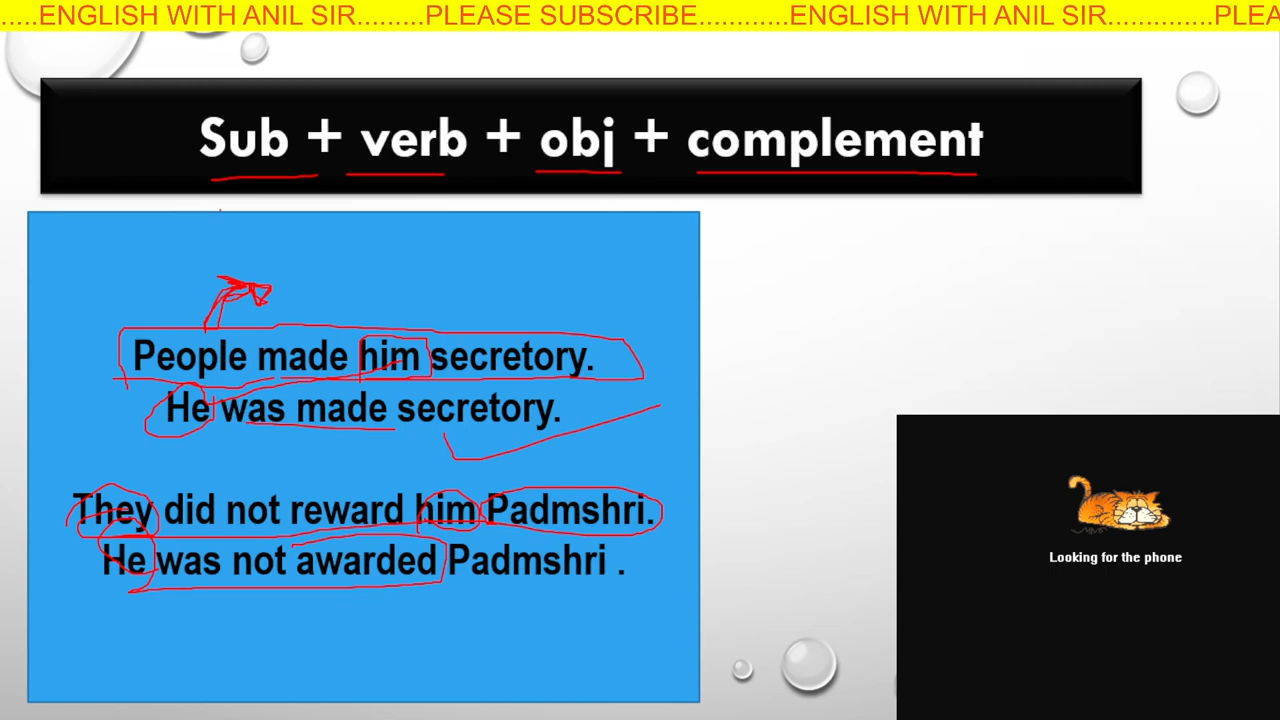 .....ENGLISH WITH ANIL SIR.........PLEASE SUBSCRIBE............ENGLISH WITH ANIL SIR..............PLEA
Sub + verb + obj + complement
People made him secretory.
He was made secretory.
They did not reward him Padmshri.
He was not awarded Padmshri .
Looking for the phone